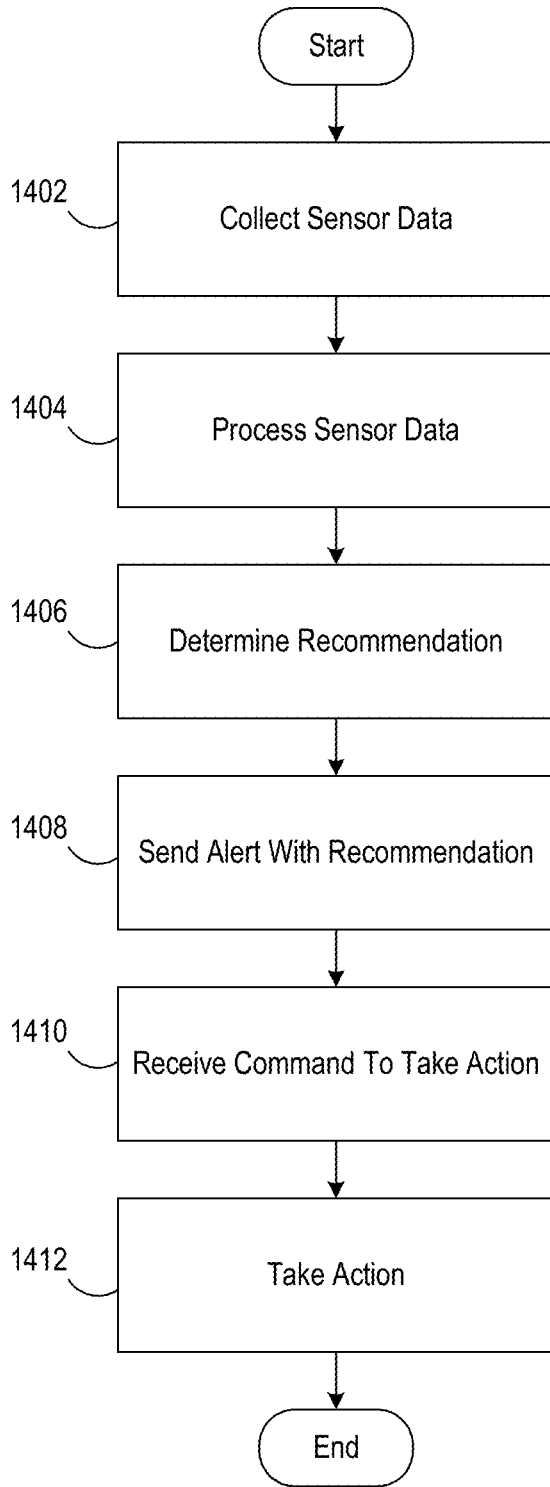 Start
1402
Collect Sensor Data
1404
Process Sensor Data
1406
Determine Recommendation
1408
Send Alert With Recommendation
1410
Receive Command To Take Action
1412
Take Action
End